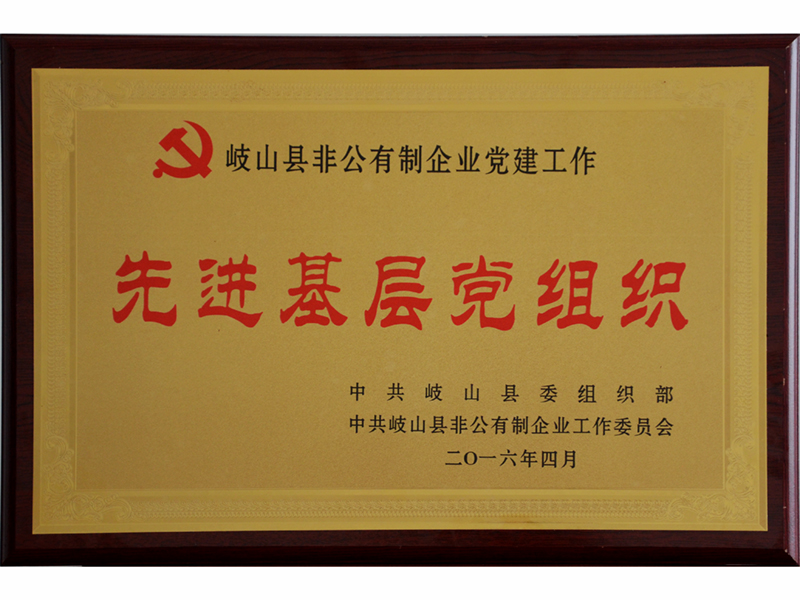 岐山县非公有制企业党建工作
先进基层党组织
中共岐山县委组织部
中共岐山县非公有制企业工作委员会
二〇一六年四月